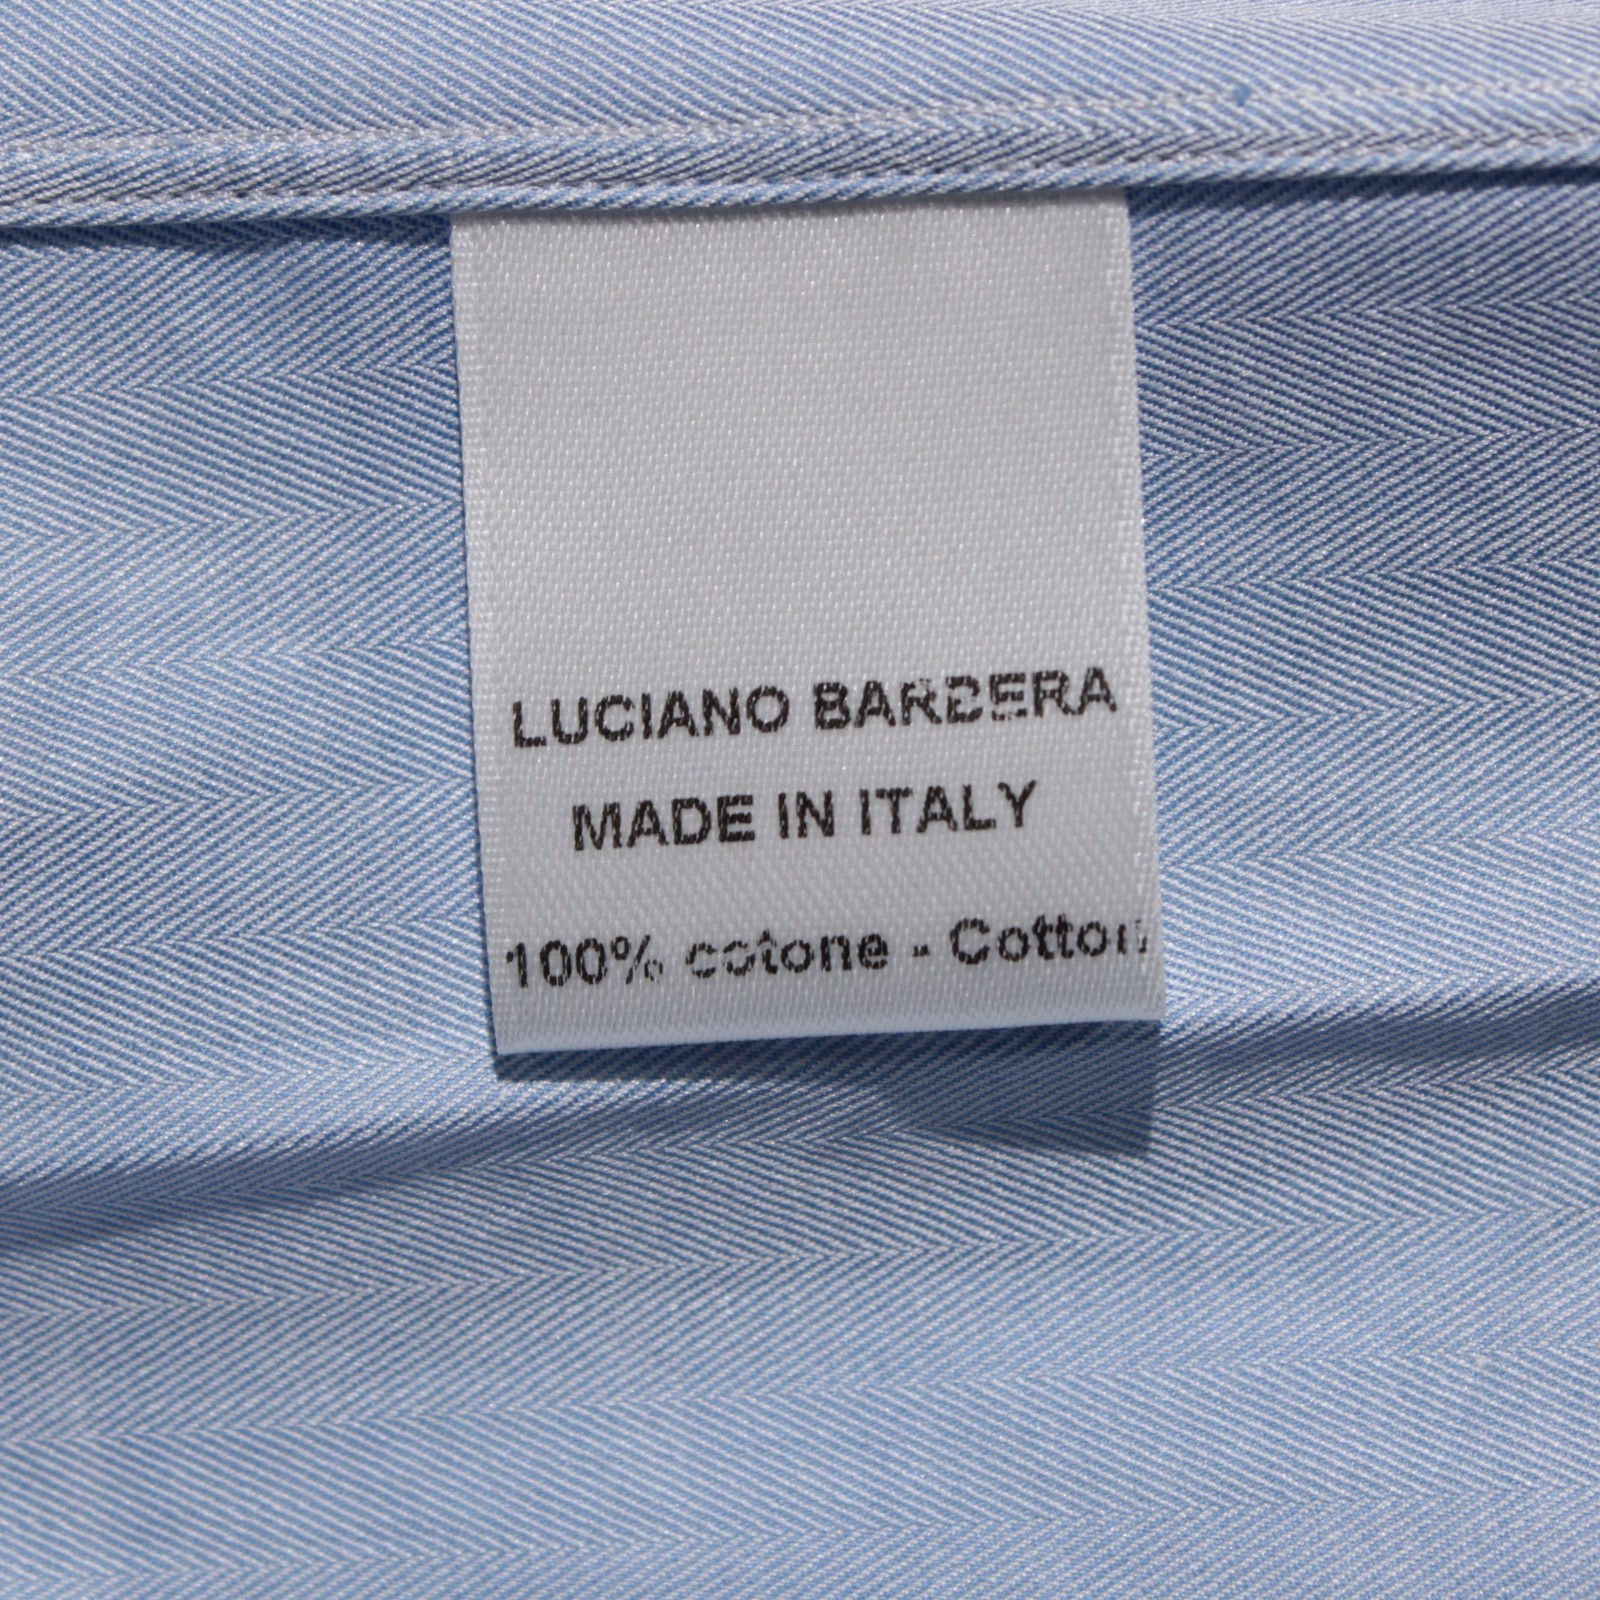 LUCIANO BARBERA
MADE IN ITALY
100% cotone - Cotton